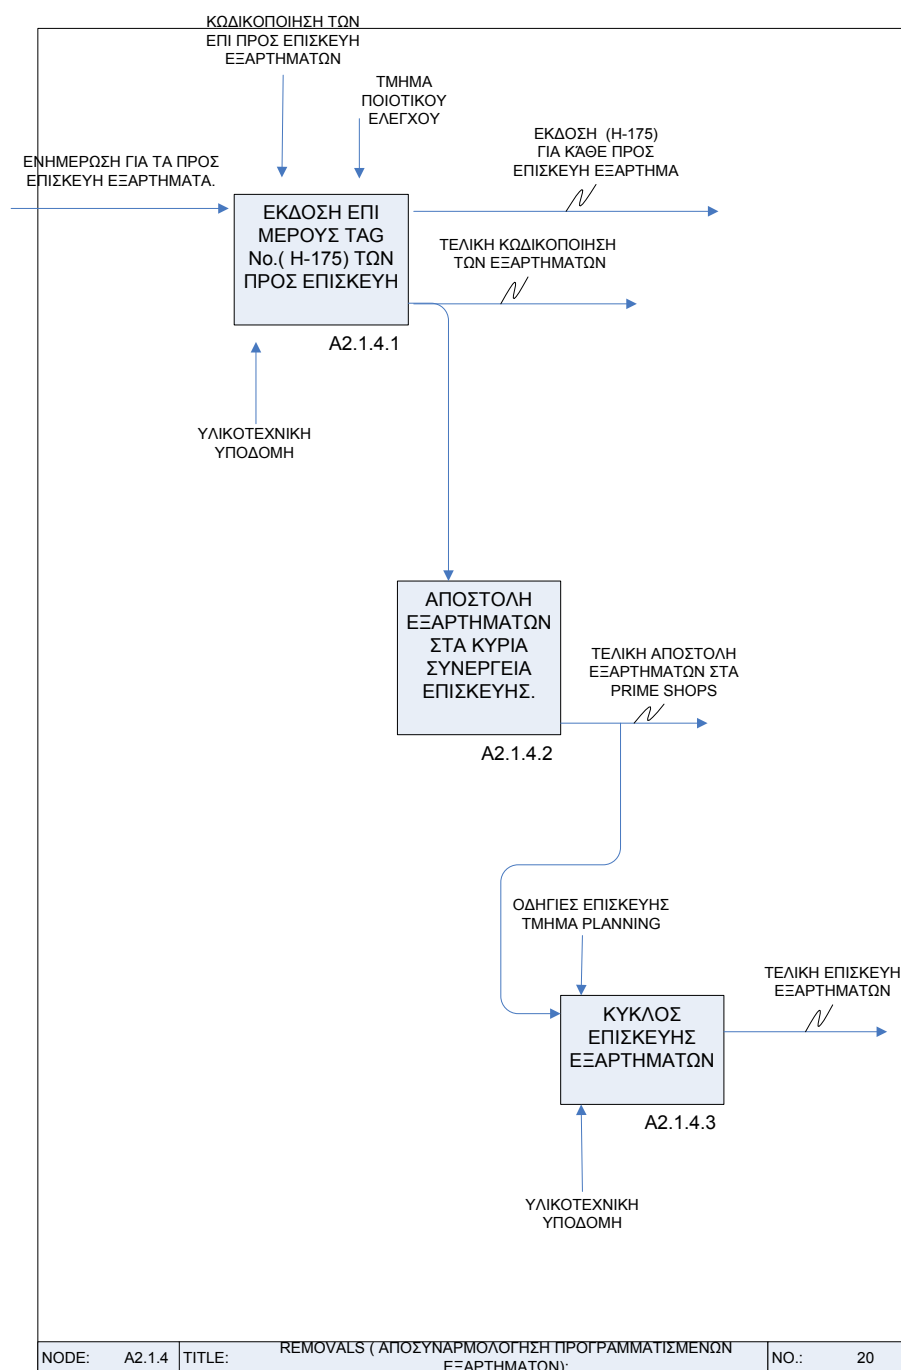 ΚΩΔΙΚΟΠΟΙΗΣΗ ΤΩΝ
ΕΠΙ ΠΡΟΣ ΕΠΙΣΚΕΥΗ
ΕΞΑΡΤΗΜΑΤΩΝ
ΤΜΗΜΑ
ΠΟΙΟΤΙΚΟΥ
ΕΛΕΓΧΟΥ
ΕΝΗΜΕΡΩΣΗ ΓΙΑ ΤΑ ΠΡΟΣ
ΕΠΙΣΚΕΥΗ ΕΞΑΡΤΗΜΑΤΑ.
ΕΚΔΟΣΗ (Η-175)
ΓΙΑ ΚΆΘΕ ΠΡΟΣ
ΕΠΙΣΚΕΥΗ ΕΞΑΡΤΗΜΑ
ΕΚΔΟΣΗ ΕΠΙ
ΜΕΡΟΥΣ TAG
No.( H-175) ΤΩΝ
ΠΡΟΣ ΕΠΙΣΚΕΥΗ
A2.1.4.1
ΤΕΛΙΚΗ ΚΩΔΙΚΟΠΟΙΗΣΗ
ΤΩΝ ΕΞΑΡΤΗΜΑΤΩΝ
ΥΛΙΚΟΤΕΧΝΙΚΗ
ΥΠΟΔΟΜΗ
ΑΠΟΣΤΟΛΗ
ΕΞΑΡΤΗΜΑΤΩΝ
ΣΤΑ ΚΥΡΙΑ
ΣΥΝΕΡΓΕΙΑ
ΕΠΙΣΚΕΥΗΣ.
A2.1.4.2
ΤΕΛΙΚΗ ΑΠΟΣΤΟΛΗ
ΕΞΑΡΤΗΜΑΤΩΝ ΣΤΑ
PRIME SHOPS
ΟΔΗΓΙΕΣ ΕΠΙΣΚΕΥΗΣ
ΤΜΗΜΑ PLANNING
ΚΥΚΛΟΣ
ΕΠΙΣΚΕΥΗΣ
ΕΞΑΡΤΗΜΑΤΩΝ
A2.1.4.3
ΤΕΛΙΚΗ ΕΠΙΣΚΕΥΗ
ΕΞΑΡΤΗΜΑΤΩΝ
ΥΛΙΚΟΤΕΧΝΙΚΗ
ΥΠΟΔΟΜΗ
NODE: A2.1.4 TITLE: REMOVALS ( ΑΠΟΣΥΝΑΡΜΟΛΟΓΗΣΗ ΠΡΟΓΡΑΜΜΑΤΙΣΜΕΝΩΝ
ΕΞΑΡΤΗΜΑΤΩΝ): NO.: 20